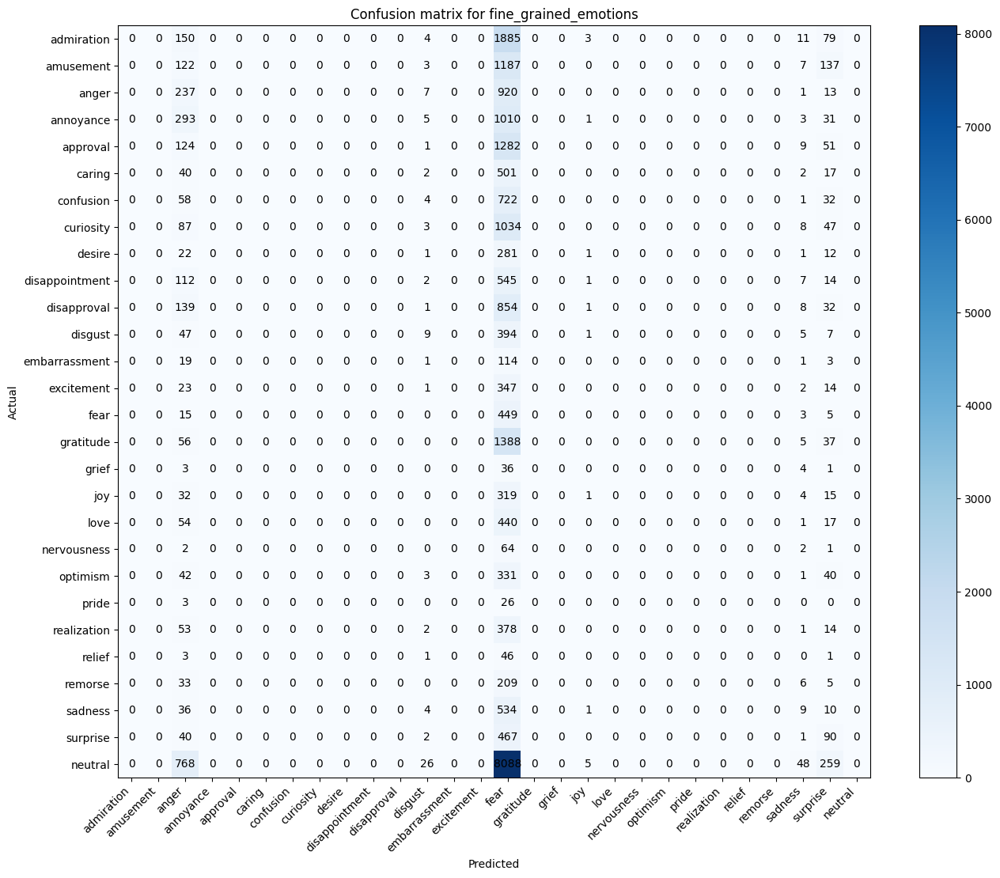 Confusion matrix for fine_grained_emotions
admiration 0 0 150 0 0 0 0 0 0 0 0 4 0 0 1885 0 0 3 0 0 0 0 0 0 0 11 79 0
amusement 0 0 122 0 0 0 0 0 0 0 0 3 0 0 1187 0 0 0 0 0 0 0 0 0 0 7 137 0
anger 0 0 237 0 0 0 0 0 0 0 0 7 0 0 920 0 0 0 0 0 0 0 0 0 0 1 13 0
annoyance 0 0 293 0 0 0 0 0 0 0 0 5 0 0 1010 0 0 1 0 0 0 0 0 0 0 3 31 0
approval 0 0 124 0 0 0 0 0 0 0 0 1 0 0 1282 0 0 0 0 0 0 0 0 0 0 9 51 0
caring 0 0 40 0 0 0 0 0 0 0 0 2 0 0 501 0 0 0 0 0 0 0 0 0 0 2 17 0
confusion 0 0 58 0 0 0 0 0 0 0 0 4 0 0 722 0 0 0 0 0 0 0 0 0 0 1 32 0
curiosity 0 0 87 0 0 0 0 0 0 0 0 3 0 0 1034 0 0 0 0 0 0 0 0 0 0 8 47 0
desire 0 0 22 0 0 0 0 0 0 0 0 1 0 0 281 0 0 1 0 0 0 0 0 0 0 1 12 0
disappointment 0 0 112 0 0 0 0 0 0 0 0 2 0 0 545 0 0 1 0 0 0 0 0 0 0 7 14 0
disapproval 0 0 139 0 0 0 0 0 0 0 0 1 0 0 854 0 0 1 0 0 0 0 0 0 0 8 32 0
disgust 0 0 47 0 0 0 0 0 0 0 0 9 0 0 394 0 0 1 0 0 0 0 0 0 0 5 7 0
embarrassment 0 0 19 0 0 0 0 0 0 0 0 1 0 0 114 0 0 0 0 0 0 0 0 0 0 1 3 0
excitement 0 0 23 0 0 0 0 0 0 0 0 1 0 0 347 0 0 0 0 0 0 0 0 0 0 2 14 0
fear 0 0 15 0 0 0 0 0 0 0 0 0 0 0 449 0 0 0 0 0 0 0 0 0 0 3 5 0
gratitude 0 0 56 0 0 0 0 0 0 0 0 0 0 0 1388 0 0 0 0 0 0 0 0 0 0 5 37 0
grief 0 0 3 0 0 0 0 0 0 0 0 0 0 0 36 0 0 0 0 0 0 0 0 0 0 4 1 0
joy 0 0 32 0 0 0 0 0 0 0 0 0 0 0 319 0 0 1 0 0 0 0 0 0 0 4 15 0
love 0 0 54 0 0 0 0 0 0 0 0 0 0 0 440 0 0 0 0 0 0 0 0 0 0 1 17 0
nervousness 0 0 2 0 0 0 0 0 0 0 0 0 0 0 64 0 0 0 0 0 0 0 0 0 0 2 1 0
optimism 0 0 42 0 0 0 0 0 0 0 0 3 0 0 331 0 0 0 0 0 0 0 0 0 0 1 40 0
pride 0 0 3 0 0 0 0 0 0 0 0 0 0 0 26 0 0 0 0 0 0 0 0 0 0 0 0 0
realization 0 0 53 0 0 0 0 0 0 0 0 2 0 0 378 0 0 0 0 0 0 0 0 0 0 1 14 0
relief 0 0 3 0 0 0 0 0 0 0 0 1 0 0 46 0 0 0 0 0 0 0 0 0 0 0 1 0
remorse 0 0 33 0 0 0 0 0 0 0 0 0 0 0 209 0 0 0 0 0 0 0 0 0 0 6 5 0
sadness 0 0 36 0 0 0 0 0 0 0 0 4 0 0 534 0 0 1 0 0 0 0 0 0 0 9 10 0
surprise 0 0 40 0 0 0 0 0 0 0 0 2 0 0 467 0 0 0 0 0 0 0 0 0 0 1 90 0
neutral 0 0 768 0 0 0 0 0 0 0 0 26 0 0 8088 0 0 5 0 0 0 0 0 0 0 48 259 0
Actual
admiration amusement anger annoyance approval caring confusion curiosity desire disappointment disapproval disgust embarrassment excitement fear gratitude grief joy love nervousness optimism pride realization relief remorse sadness surprise neutral
Predicted
8000
7000
6000
5000
4000
3000
2000
1000
0